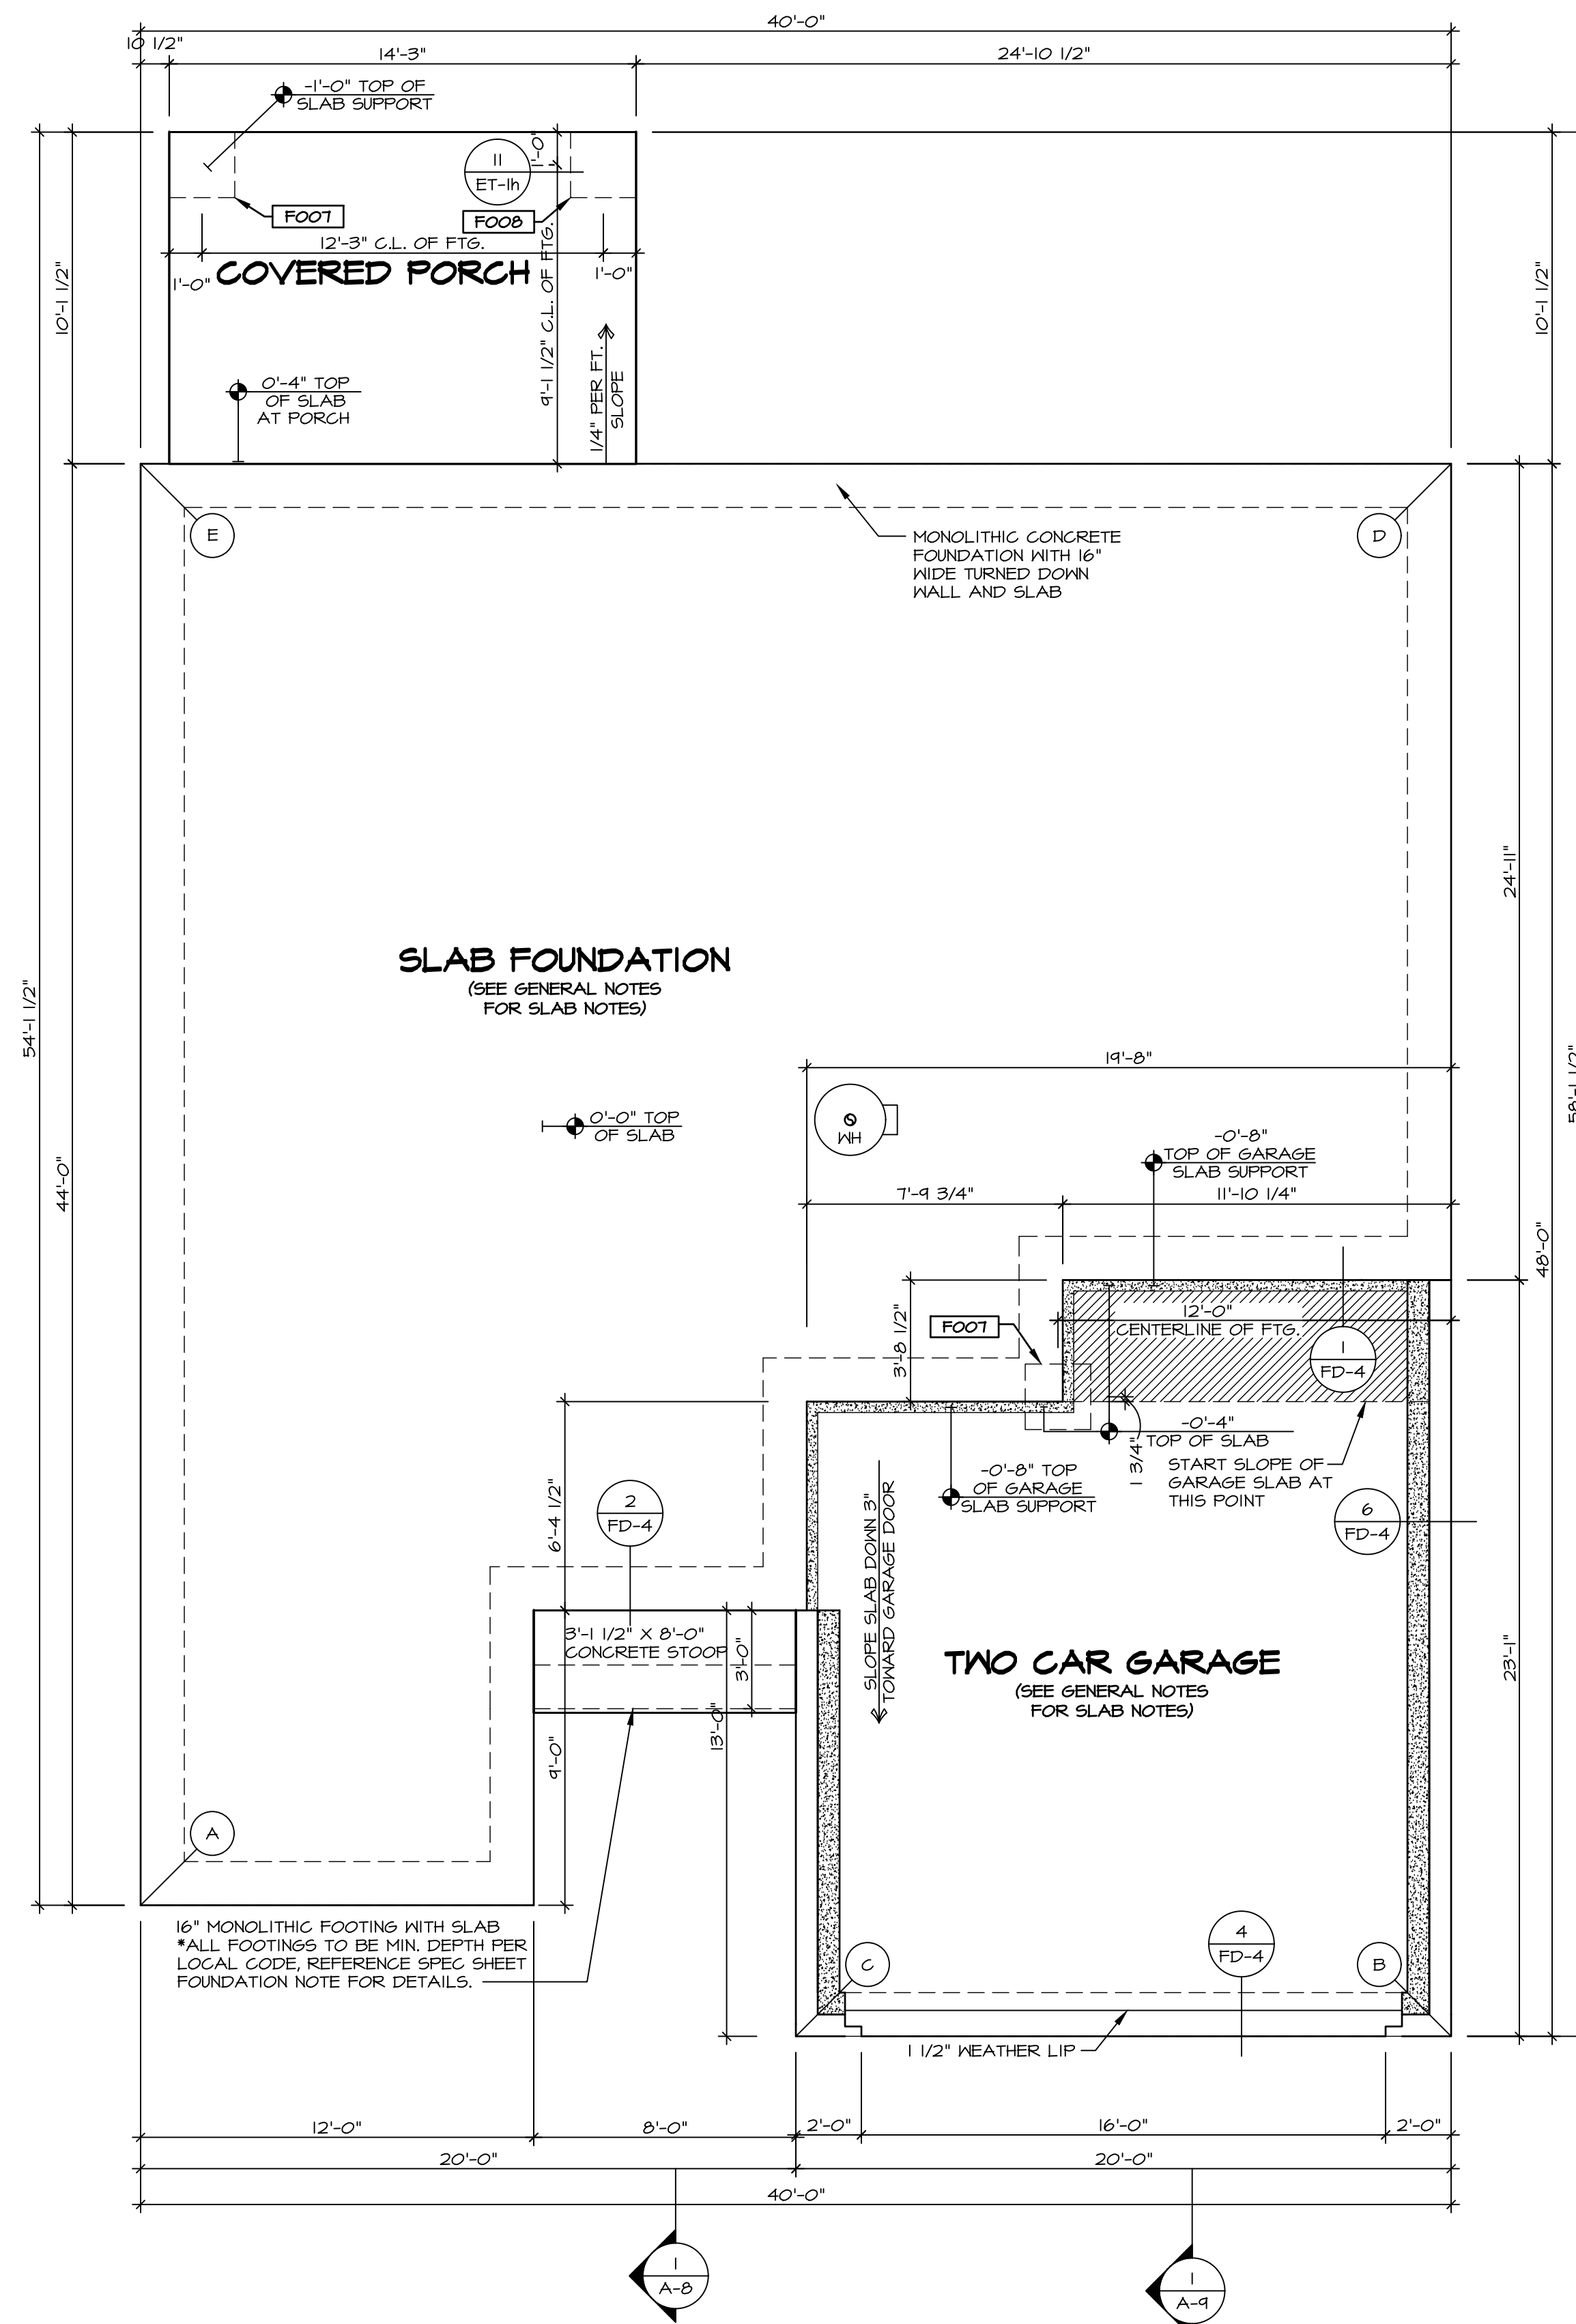 40'-0"
10 1/2"
14'-3"
24'-10 1/2"
-1'-0" TOP OF
SLAB SUPPORT
11
ET-1h
1'-0"
F007
F008
12'-3" C.L. OF FTG.
1'-0"
COVERED PORCH
1'-0"
9'-1 1/2" C.L. OF FTG.
10'-1 1/2"
10'-1 1/2"
0'-4" TOP
OF SLAB
AT PORCH
1/4" PER FT.
SLOPE
E
D
MONOLITHIC CONCRETE
FOUNDATION WITH 16"
WIDE TURNED DOWN
WALL AND SLAB
24'-11"
SLAB FOUNDATION
(SEE GENERAL NOTES
FOR SLAB NOTES)
54'-1 1/2"
44'-0"
58'-1 1/2"
48'-0"
19'-8"
0'-0" TOP
OF SLAB
WH
-0'-8"
TOP OF GARAGE
SLAB SUPPORT
7'-9 3/4"
11'-10 1/4"
3'-8 1/2"
F007
12'-0"
CENTERLINE OF FTG.
1
FD-4
-0'-4"
TOP OF SLAB
1 3/4"
START SLOPE OF
GARAGE SLAB AT
THIS POINT
-0'-8" TOP
OF GARAGE
SLAB SUPPORT
6'-4 1/2"
2
FD-4
6
FD-4
SLOPE SLAB DOWN 3"
TOWARD GARAGE DOOR
3'-1 1/2" X 8'-0"
CONCRETE STOOP
3'-0"
13'-0"
9'-0"
TWO CAR GARAGE
(SEE GENERAL NOTES
FOR SLAB NOTES)
23'-1"
A
16" MONOLITHIC FOOTING WITH SLAB
*ALL FOOTINGS TO BE MIN. DEPTH PER
LOCAL CODE, REFERENCE SPEC SHEET
FOUNDATION NOTE FOR DETAILS.
C
4
FD-4
B
1 1/2" WEATHER LIP
12'-0"
8'-0"
2'-0"
16'-0"
2'-0"
20'-0"
20'-0"
40'-0"
1
A-8
1
A-9